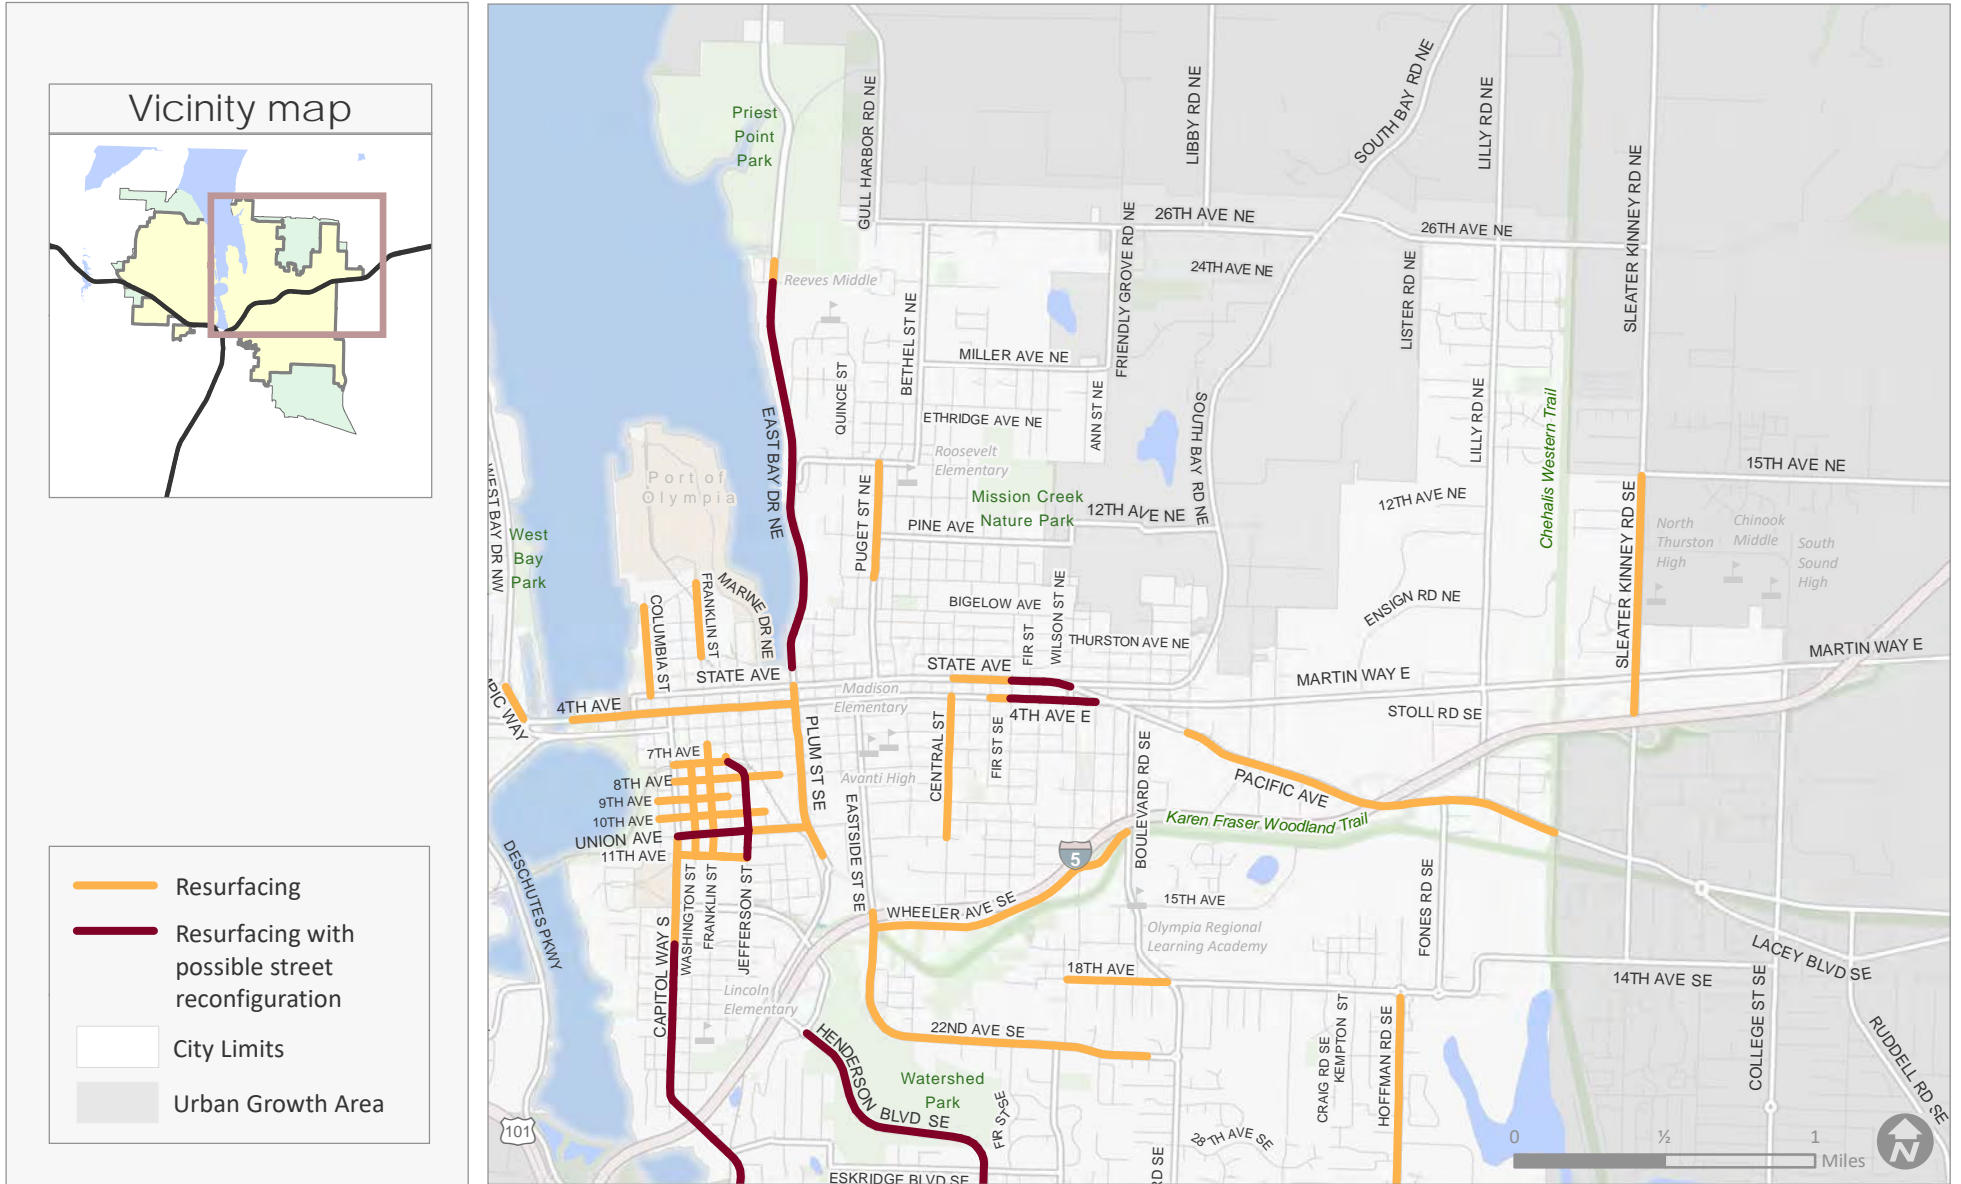 Vicinity map
Resurfacing
Resurfacing with
possible street
reconfiguration
City Limits
Urban Growth Area
Priest
Point
Park
GULL HARBOR RD NE
LIBBY RD NE
SOUTH BAY RD NE
LILLY RD NE
SLEATER KINNEY RD NE
26TH AVE NE
26TH AVE NE
24TH AVE NE
FRIENDLY GROVE RD NE
LISTER RD NE
Reeves Middle
BETHEL ST NE
MILLER AVE NE
QUINCE ST
ETHRIDGE AVE NE
ANN ST NE
SOUTH BAY RD NE
LILLY RD NE
Chehalis Western Trail
EAST BAY DR NE
Roosevelt
Elementary
15TH AVE NE
WEST BAY DR NW
Port of
Olympia
Mission Creek
Nature Park
PUGET ST NE
PINE AVE
12TH AVE NE
12TH AVE NE
SLEATER KINNEY RD SE
North
Thurston
High
Chinook
Middle
South
Sound
High
West
Bay
Park
COLUMBIA ST
FRANKLIN ST
MARINE DR NE
BIGELOW AVE
FIR ST
WILSON ST NE
THURSTON AVE NE
ENSIGN RD NE
MARTIN WAY E
MARTIN WAY E
STATE AVE
STATE AVE
PIC WAY
4TH AVE
Madison
Elementary
4TH AVE E
STOLL RD SE
PLUM ST SE
CENTRAL ST
FIR ST SE
BOULEVARD RD SE
7TH AVE
8TH AVE
9TH AVE
10TH AVE
UNION AVE
11TH AVE
Avanti High
EASTSIDE ST SE
PACIFIC AVE
Karen Fraser Woodland Trail
5
DESCHUTES PKWY
CAPITOL WAY S
WASHINGTON ST
FRANKLIN ST
JEFFERSON ST
WHEELER AVE SE
15TH AVE
Olympia Regional
Learning Academy
FONES RD SE
LACEY BLVD SE
14TH AVE SE
18TH AVE
Lincoln
Elementary
22ND AVE SE
HENDERSON BLVD SE
Watershed
Park
FIR ST SE
CRAIG RD SE
KEMPTON ST
HOFFMAN RD SE
COLLEGE ST SE
RUDDELL RD SE
28TH AVE SE
RD SE
ESKRIDGE BLVD SE
101
0
½
1
Miles
N